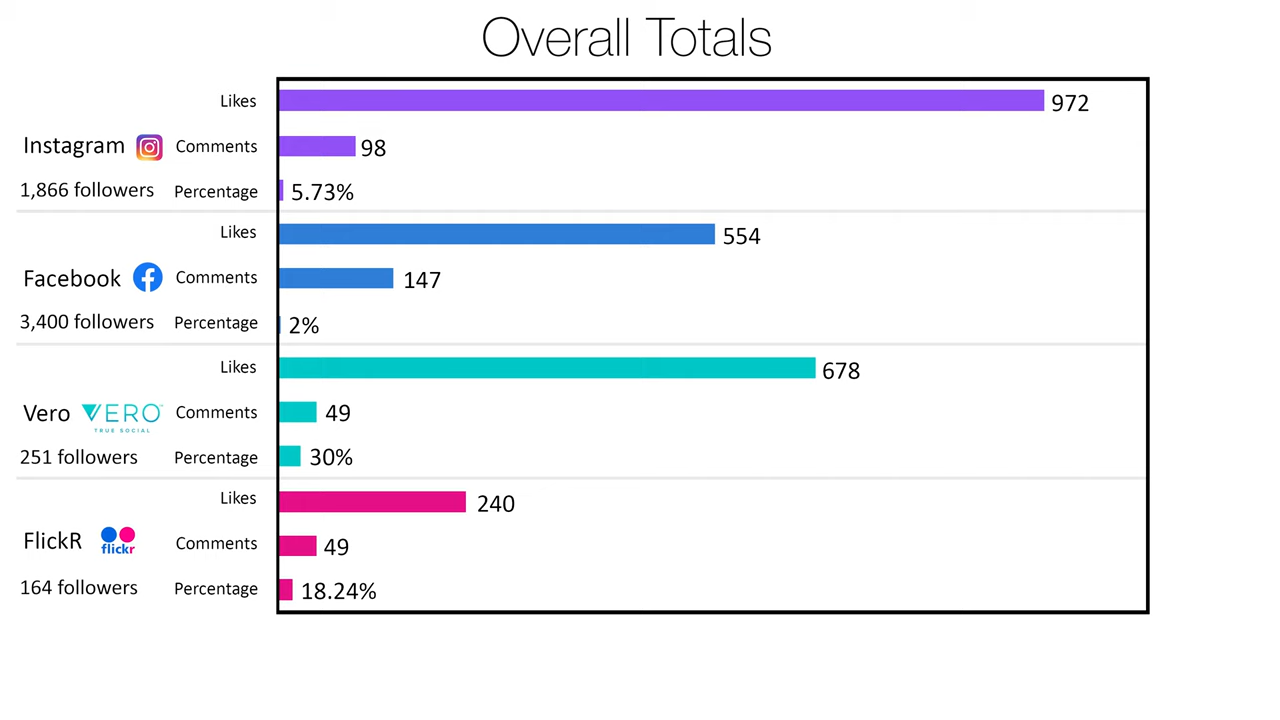 Overall Totals
Likes
972
Instagram
Comments
98
1,866 followers
Percentage
5.73%
Likes
554
Facebook
Comments
147
3,400 followers
Percentage
2%
Likes
678
Vero
VERO™
TRUE SOCIAL
Comments
49
251 followers
Percentage
30%
Likes
240
FlickR
flickr
Comments
49
164 followers
Percentage
18.24%